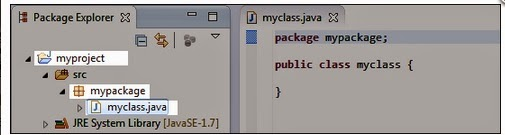 Package Explorer
myproject
src
mypackage
myclass.java
JRE System Library [JavaSE-1.7]
myclass.java
package mypackage;
public class myclass {
}